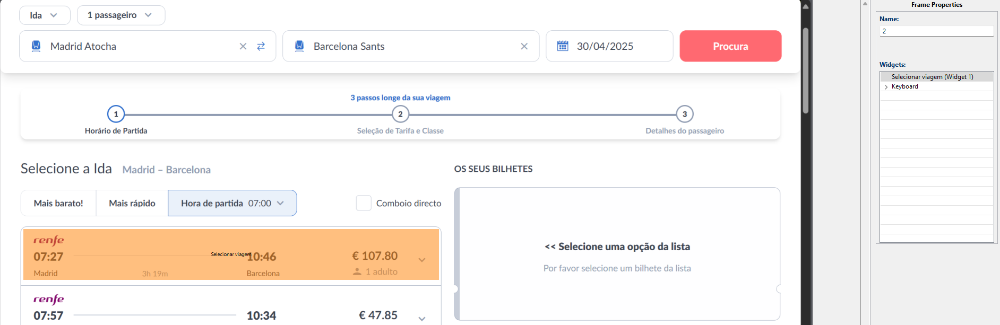 Ida
1 passageiro
Madrid Atocha
Barcelona Sants
30/04/2025
Procura
3 passos longe da sua viagem
1
2
3
Horário de Partida
Seleção de Tarifa e Classe
Detalhes do passageiro
Selecione a Ida
Madrid – Barcelona
Mais barato!
Mais rápido
Hora de partida 07:00
Comboio directo
renfe
07:27
Selecionar viagem
10:46
€ 107.80
Madrid
3h 19m
Barcelona
1 adulto
renfe
07:57
10:34
€ 47.85
OS SEUS BILHETES
<< Selecione uma opção da lista
Por favor selecione um bilhete da lista
Frame Properties
Name:
2
Widgets:
Selecionar viagem (Widget 1)
Keyboard